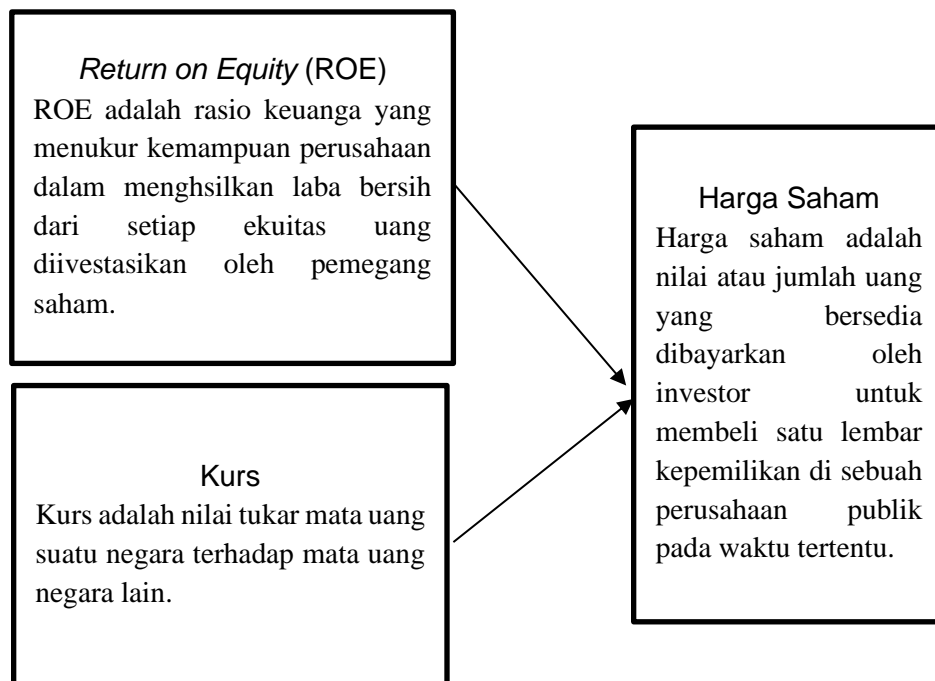 Return on Equity (ROE)
ROE adalah rasio keuanga yang
menukur kemampuan perusahaan
dalam menghsilkan laba bersih
dari setiap ekuitas uang
diivestasikan oleh pemegang
saham.
Kurs
Kurs adalah nilai tukar mata uang
suatu negara terhadap mata uang
negara lain.
Harga Saham
Harga saham adalah
nilai atau jumlah uang
yang bersedia
dibayarkan oleh
investor untuk
membeli satu lembar
kepemilikan di sebuah
perusahaan publik
pada waktu tertentu.